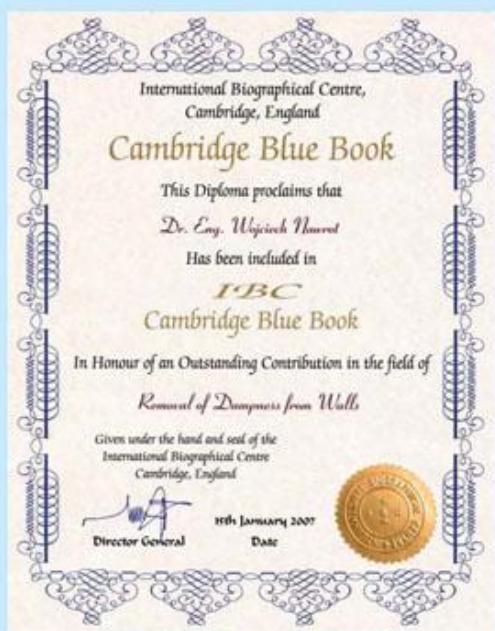 International Biographical Centre,
Cambridge, England
Cambridge Blue Book
This Diploma proclaims that
Dr. Eng. Wojciech Nawrot
Has been included in
IBC
Cambridge Blue Book
In Honour of an Outstanding Contribution in the field of
Removal of Dampness from Walls
Given under the hand and seal of the
International Biographical Centre
Cambridge, England
15th January 2007
Director General Date